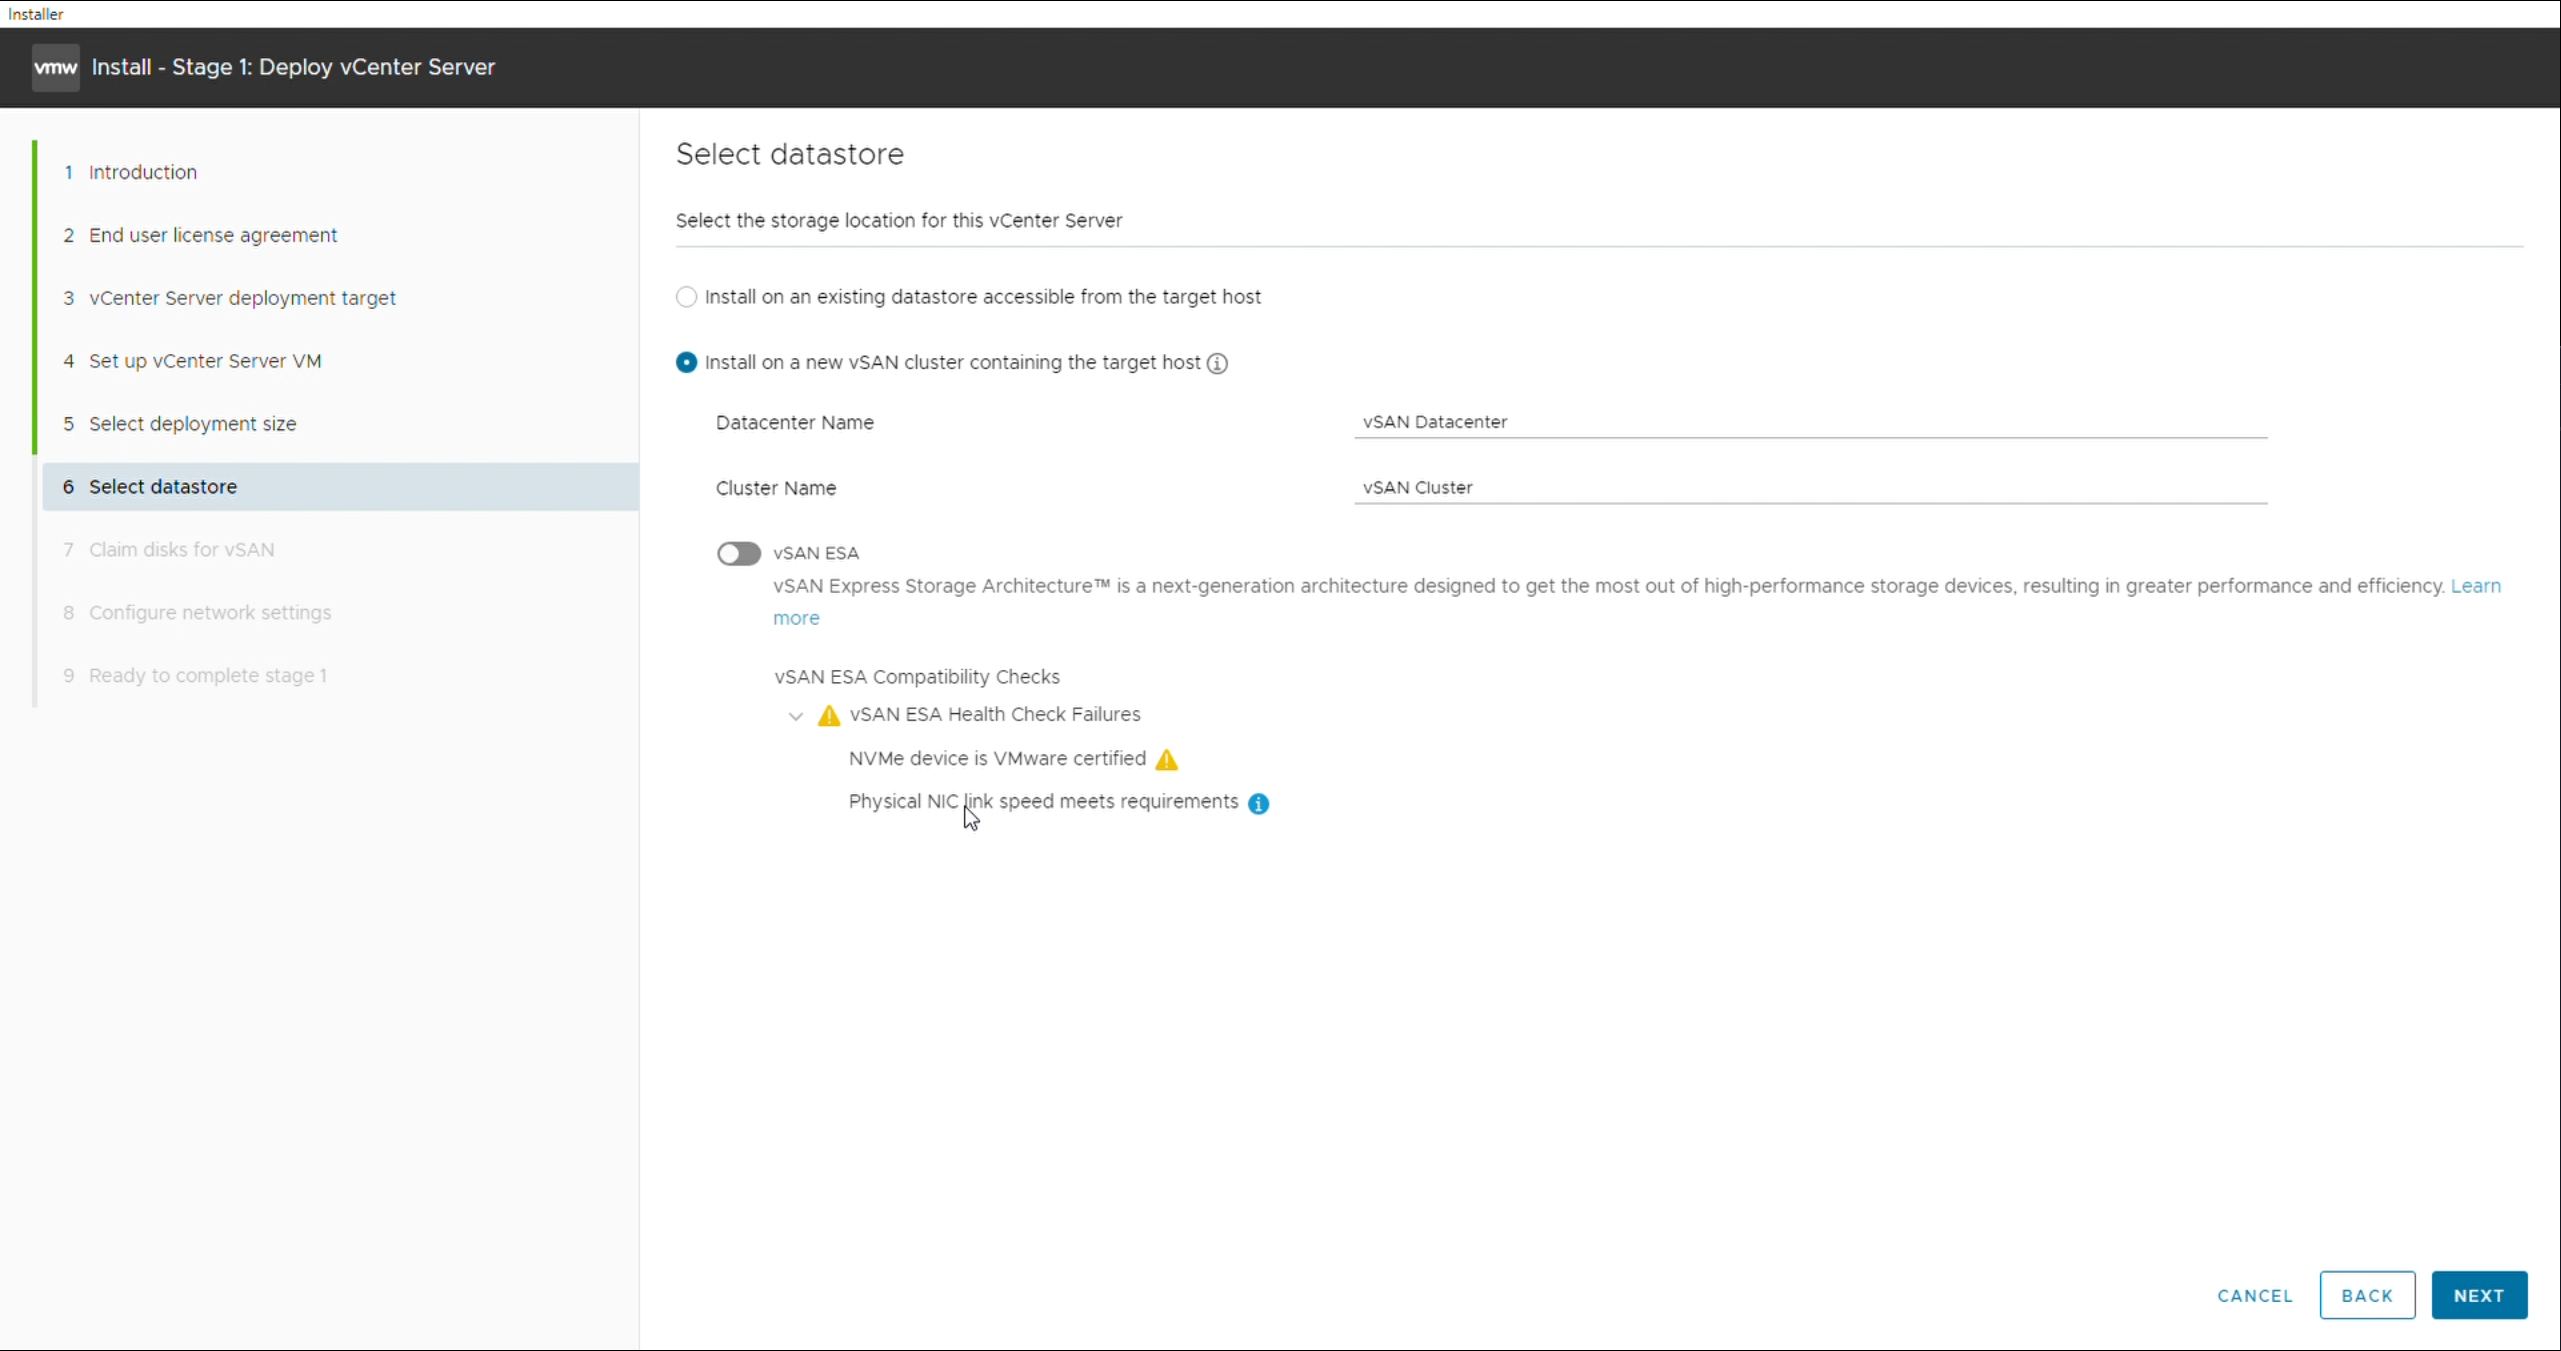 Installer
vmw Install - Stage 1: Deploy vCenter Server
1 Introduction
2 End user license agreement
3 vCenter Server deployment target
4 Set up vCenter Server VM
5 Select deployment size
6 Select datastore
7 Claim disks for vSAN
8 Configure network settings
9 Ready to complete stage 1
Select datastore
Select the storage location for this vCenter Server
Install on an existing datastore accessible from the target host
Install on a new vSAN cluster containing the target host
Datacenter Name vSAN Datacenter
Cluster Name vSAN Cluster
vSAN ESA
vSAN Express Storage Architecture™ is a next-generation architecture designed to get the most out of high-performance storage devices, resulting in greater performance and efficiency. Learn
more
vSAN ESA Compatibility Checks
vSAN ESA Health Check Failures
NVMe device is VMware certified
Physical NIC link speed meets requirements
CANCEL BACK NEXT